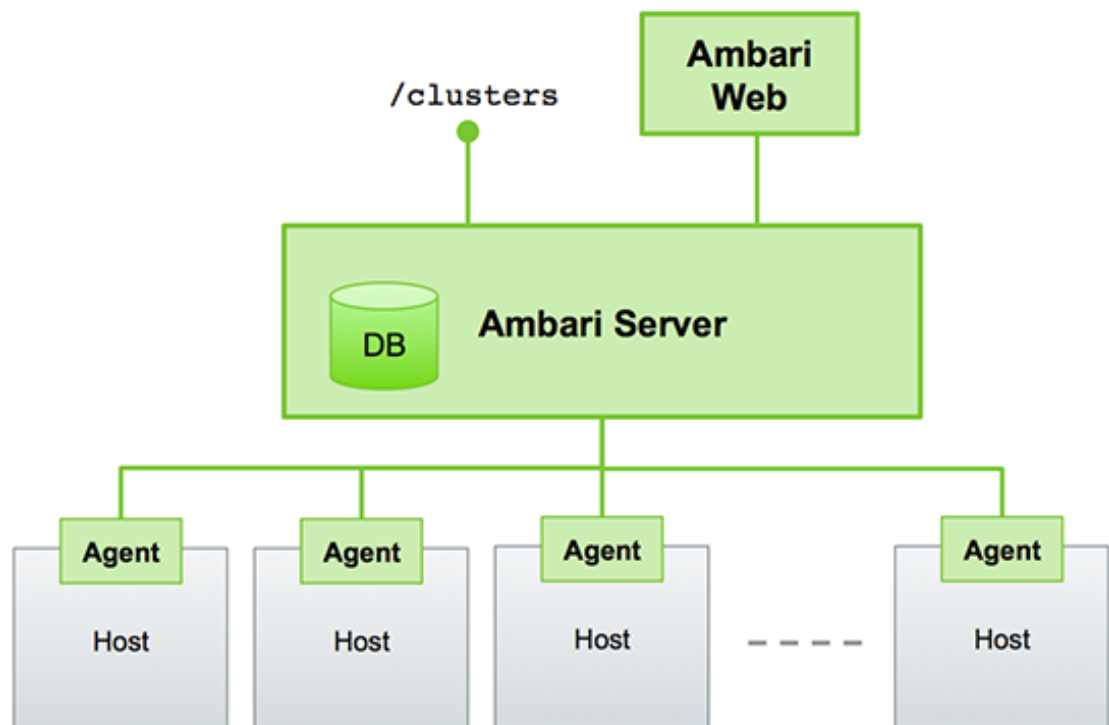 Ambari
Web
/clusters
DB
Ambari Server
Agent
Agent
Agent
Agent
Host
Host
Host
Host